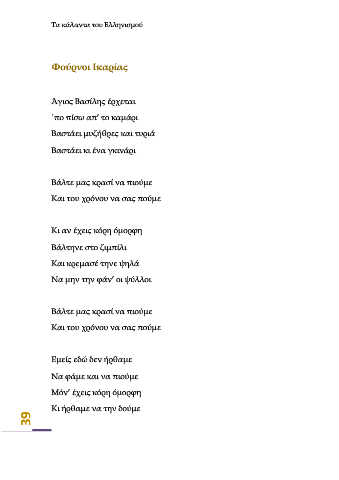 Τα κάλαντα του Ελληνισμού
Φούρνοι Ικαρίας
Άγιος Βασίλης έρχεται
'πο πίσω απ' το καμάρι
Βαστάει μυζήθρες και τυριά
Βαστάει κι ένα γκινάρι
Βάλτε μας κρασί να πιούμε
Και του χρόνου να σας πούμε
Κι αν έχεις κόρη όμορφη
Βάλτηνε στο ζιμπίλι
Και κρεμασέ τηνε ψηλά
Να μην την φάν' οι ψύλλοι
Βάλτε μας κρασί να πιούμε
Και του χρόνου να σας πούμε
Εμείς εδώ δεν ήρθαμε
Να φάμε και να πιούμε
Μόν' έχεις κόρη όμορφη
Κι ήρθαμε να την δούμε
39